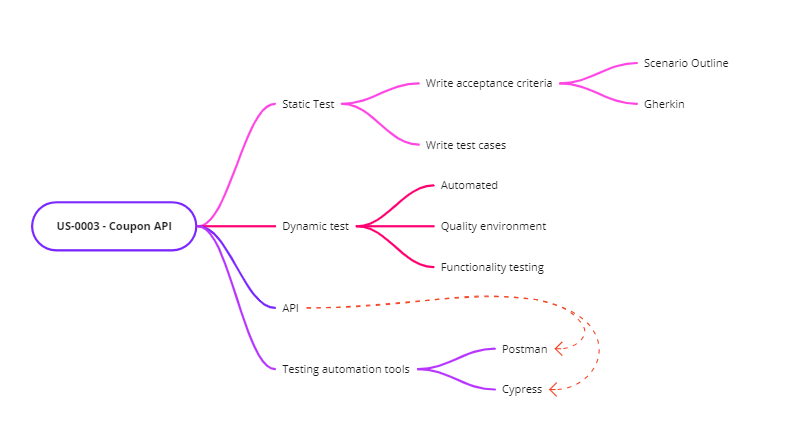 US-0003 - Coupon API
Static Test
Write acceptance criteria
Scenario Outline
Gherkin
Write test cases
Dynamic test
Automated
Quality environment
Functionality testing
API
Testing automation tools
Postman
Cypress